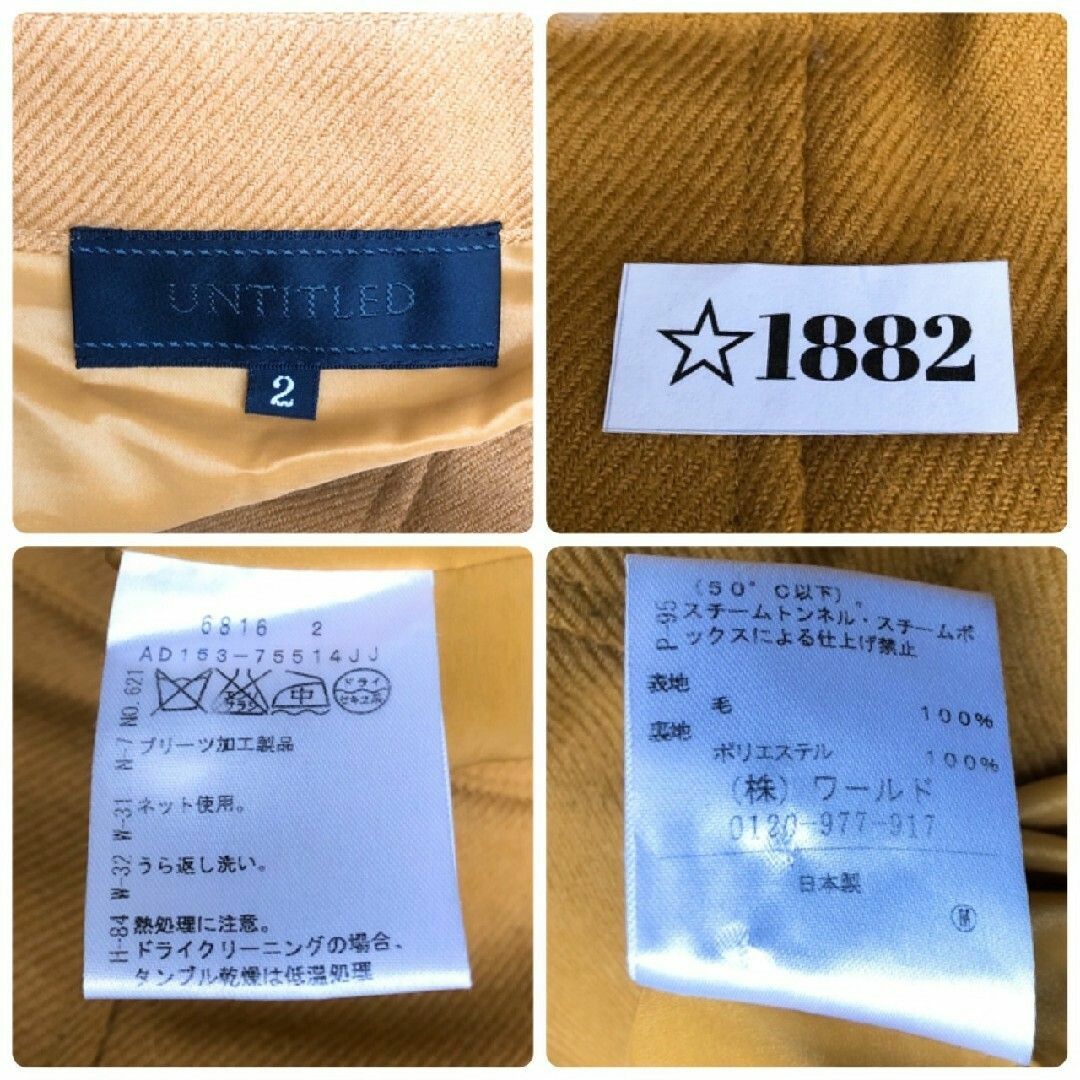 UNTITLED
2
☆1882
6816 2
AD153-75514JJ
中
ドライ
セキユ系
プリーツ加工製品
ネット使用。
うら返し洗い。
熱処理に注意。
ドライクリーニングの場合、
タンブル乾燥は低温処理
H-84 W-32 W-31 N-7 NO.621
(50°C以下)
スチームトンネル・スチームボ
ックスによる仕上げ禁止
P 95
表地
毛 100%
裏地
ポリエステル 100%
(株) ワールド
0120-977-917
日本製